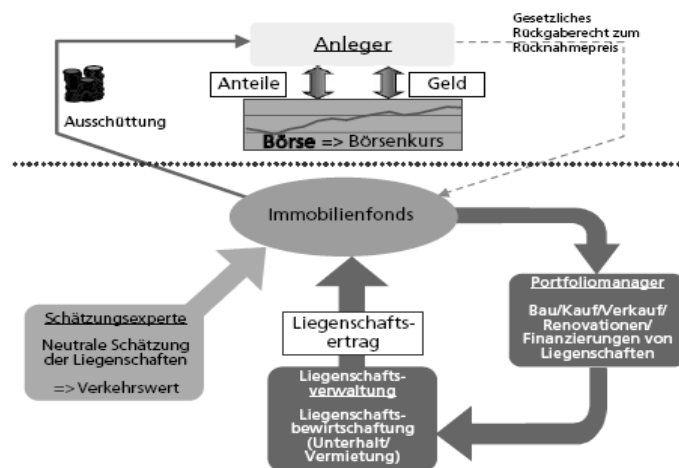 Gesetzliches
Rückgaberecht zum
Rücknahmepreis
Anleger
Anteile
Geld
Ausschüttung
Börse => Börsenkurs
Immobilienfonds
Portfoliomanager
Bau/Kauf/Verkauf/
Renovationen/
Finanzierungen von
Liegenschaften
Schätzungsexperte
Neutrale Schätzung
der Liegenschaften
=> Verkehrswert
Liegenschafts-
ertrag
Liegenschafts-
verwaltung
Liegenschafts-
bewirtschaftung
(Unterhalt/
Vermietung)